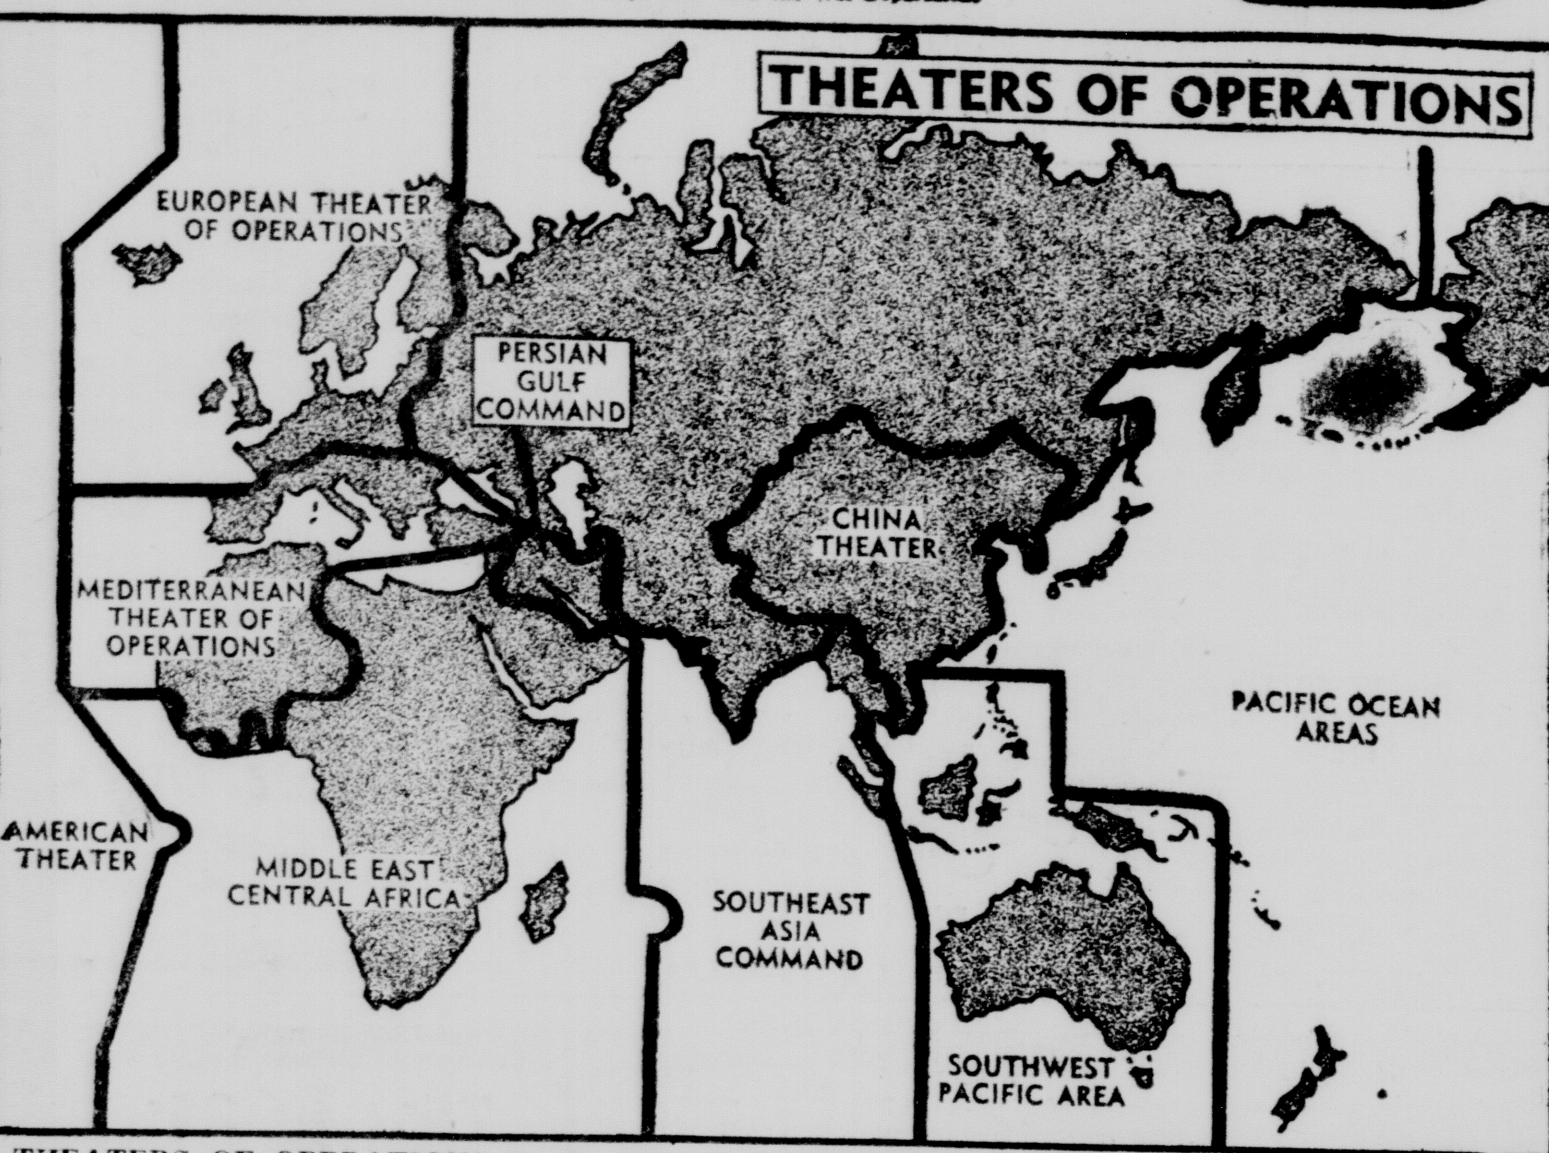 THEATERS OF OPERATIONS
EUROPEAN THEATER
OF OPERATIONS
PERSIAN
GULF
COMMAND
CHINA
THEATER
MEDITERRANEAN
THEATER OF
OPERATIONS
PACIFIC OCEAN
AREAS
AMERICAN
THEATER
MIDDLE EAST
CENTRAL AFRICA
SOUTHEAST
ASIA
COMMAND
SOUTHWEST
PACIFIC AREA